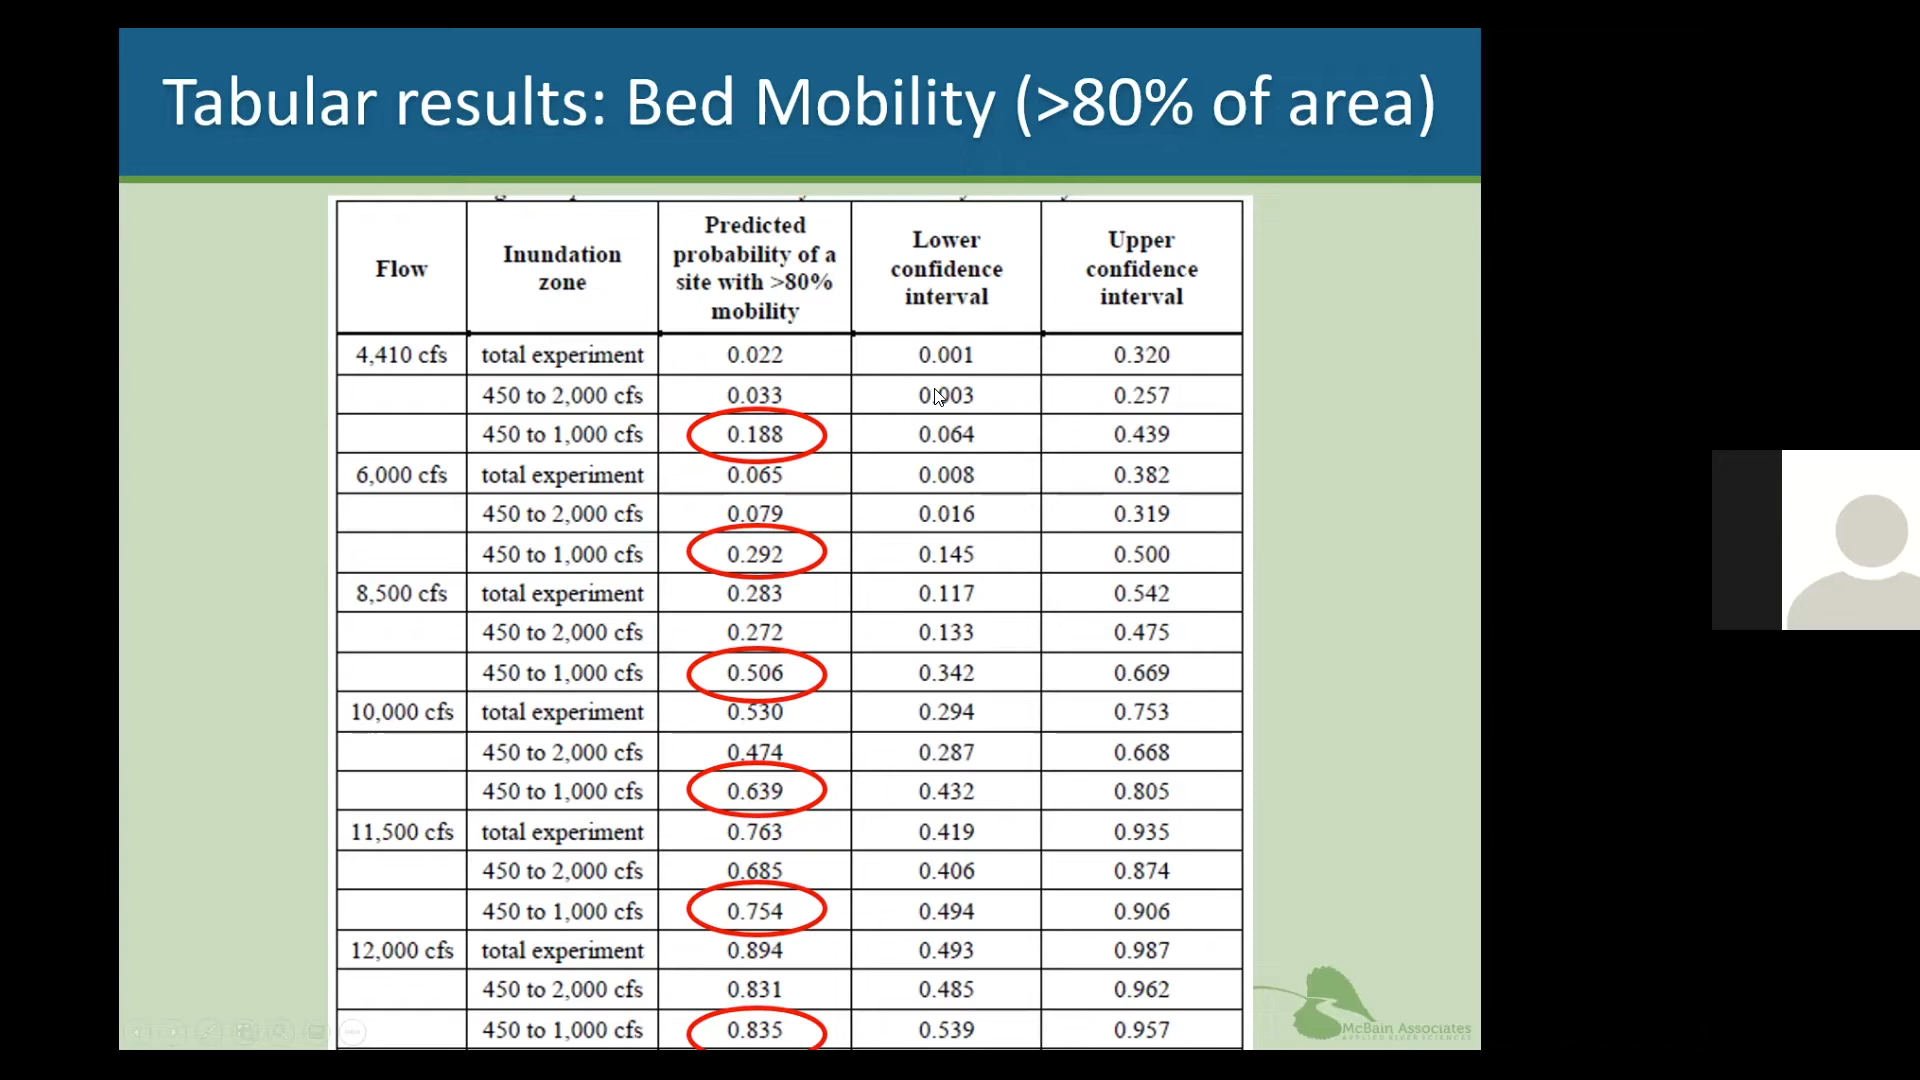 Tabular results: Bed Mobility (>80% of area)
Flow Inundation zone Predicted probability of a site with >80% mobility Lower confidence interval Upper confidence interval
4,410 cfs total experiment 0.022 0.001 0.320
450 to 2,000 cfs 0.033 0.003 0.257
450 to 1,000 cfs 0.188 0.064 0.439
6,000 cfs total experiment 0.065 0.008 0.382
450 to 2,000 cfs 0.079 0.016 0.319
450 to 1,000 cfs 0.292 0.145 0.500
8,500 cfs total experiment 0.283 0.117 0.542
450 to 2,000 cfs 0.272 0.133 0.475
450 to 1,000 cfs 0.506 0.342 0.669
10,000 cfs total experiment 0.530 0.294 0.753
450 to 2,000 cfs 0.474 0.287 0.668
450 to 1,000 cfs 0.639 0.432 0.805
11,500 cfs total experiment 0.763 0.419 0.935
450 to 2,000 cfs 0.685 0.406 0.874
450 to 1,000 cfs 0.754 0.494 0.906
12,000 cfs total experiment 0.894 0.493 0.987
450 to 2,000 cfs 0.831 0.485 0.962
450 to 1,000 cfs 0.835 0.539 0.957
McBain Associates
APPLIED RIVER SCIENCES